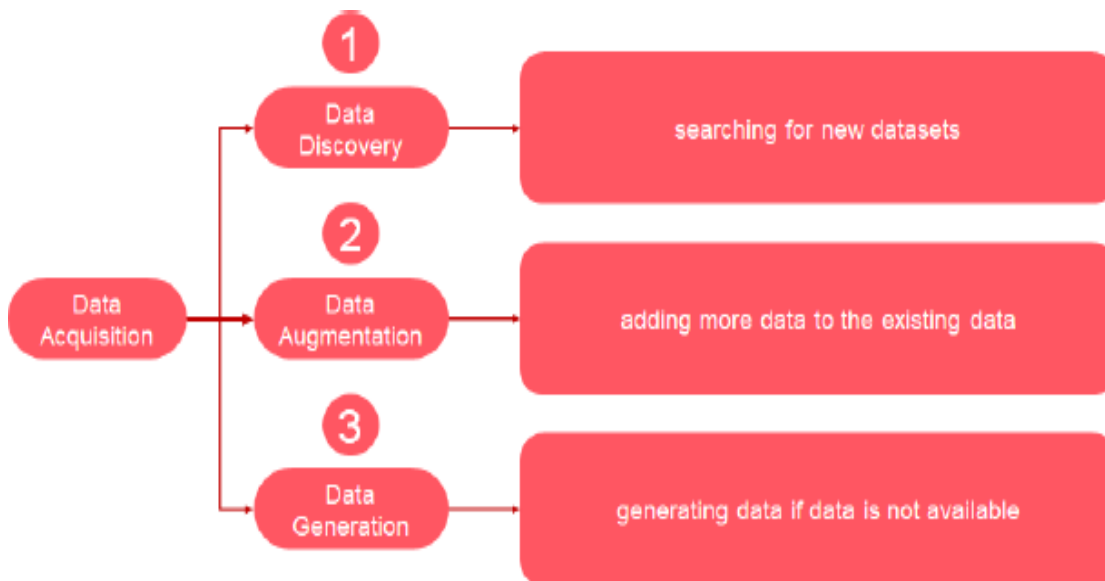 1
Data
Discovery
searching for new datasets
2
Data
Acquisition
Data
Augmentation
adding more data to the existing data
3
Data
Generation
generating data if data is not available